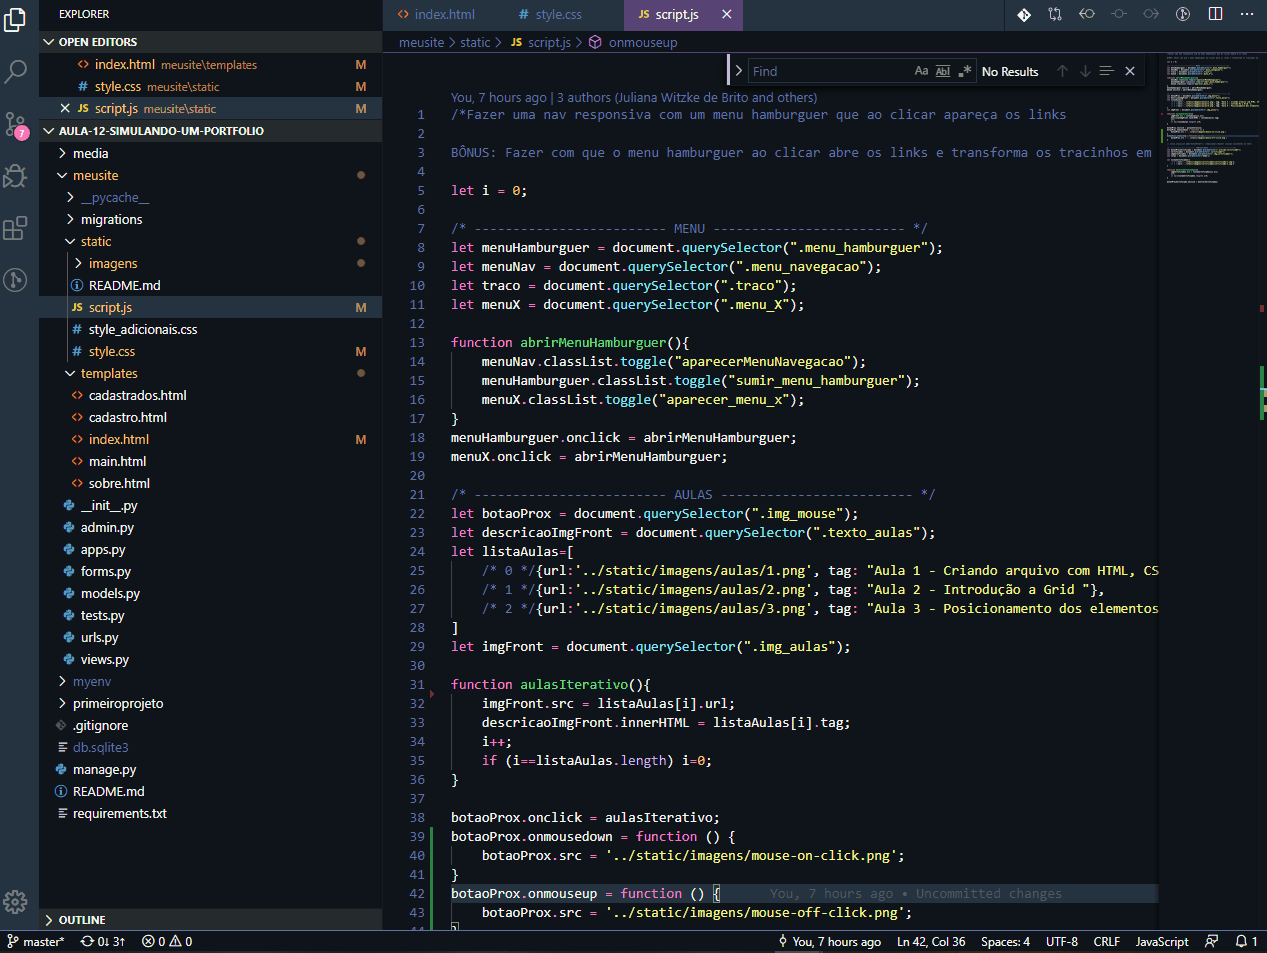 EXPLORER
index.html
style.css
JS script.js
OPEN EDITORS
index.html meusite\templates M
style.css meusite\static M
JS script.js meusite\static M
AULA-12-SIMULANDO-UM-PORTFOLIO
media
meusite
__pycache__
migrations
static
imagens
README.md
JS script.js M
style_adicionais.css
style.css M
templates
cadastrados.html
cadastro.html
index.html M
main.html
sobre.html
__init__.py
admin.py
apps.py
forms.py
models.py
tests.py
urls.py
views.py
myenv
primeiroprojeto
.gitignore
db.sqlite3
manage.py
README.md
requirements.txt
OUTLINE
7
meusite > static > JS script.js > onmouseup
Find Aa Abl .* No Results
You, 7 hours ago | 3 authors (Juliana Witzke de Brito and others)
1 /*Fazer uma nav responsiva com um menu hamburguer que ao clicar apareça os links
2
3 BÔNUS: Fazer com que o menu hamburguer ao clicar abre os links e transforma os tracinhos em
4
5 let i = 0;
6
7 /* ------------------------- MENU ------------------------- */
8 let menuHamburguer = document.querySelector(".menu_hamburguer");
9 let menuNav = document.querySelector(".menu_navegacao");
10 let traco = document.querySelector(".traco");
11 let menuX = document.querySelector(".menu_X");
12
13 function abrirMenuHamburguer(){
14 menuNav.classList.toggle("aparecerMenuNavegacao");
15 menuHamburguer.classList.toggle("sumir_menu_hamburguer");
16 menuX.classList.toggle("aparecer_menu_x");
17 }
18 menuHamburguer.onclick = abrirMenuHamburguer;
19 menuX.onclick = abrirMenuHamburguer;
20
21 /* ------------------------- AULAS ------------------------- */
22 let botaoProx = document.querySelector(".img_mouse");
23 let descricaoImgFront = document.querySelector(".texto_aulas");
24 let listaAulas=[
25 /* 0 */{url:'../static/imagens/aulas/1.png', tag: "Aula 1 - Criando arquivo com HTML, CS
26 /* 1 */{url:'../static/imagens/aulas/2.png', tag: "Aula 2 - Introdução a Grid "},
27 /* 2 */{url:'../static/imagens/aulas/3.png', tag: "Aula 3 - Posicionamento dos elementos
28 ]
29 let imgFront = document.querySelector(".img_aulas");
30
31 function aulasIterativo(){
32 imgFront.src = listaAulas[i].url;
33 descricaoImgFront.innerHTML = listaAulas[i].tag;
34 i++;
35 if (i==listaAulas.length) i=0;
36 }
37
38 botaoProx.onclick = aulasIterativo;
39 botaoProx.onmousedown = function () {
40 botaoProx.src = '../static/imagens/mouse-on-click.png';
41 }
42 botaoProx.onmouseup = function () { You, 7 hours ago • Uncommitted changes
43 botaoProx.src = '../static/imagens/mouse-off-click.png';
44 }
master* 0↓ 3↑ 0 0 You, 7 hours ago Ln 42, Col 36 Spaces: 4 UTF-8 CRLF JavaScript 1